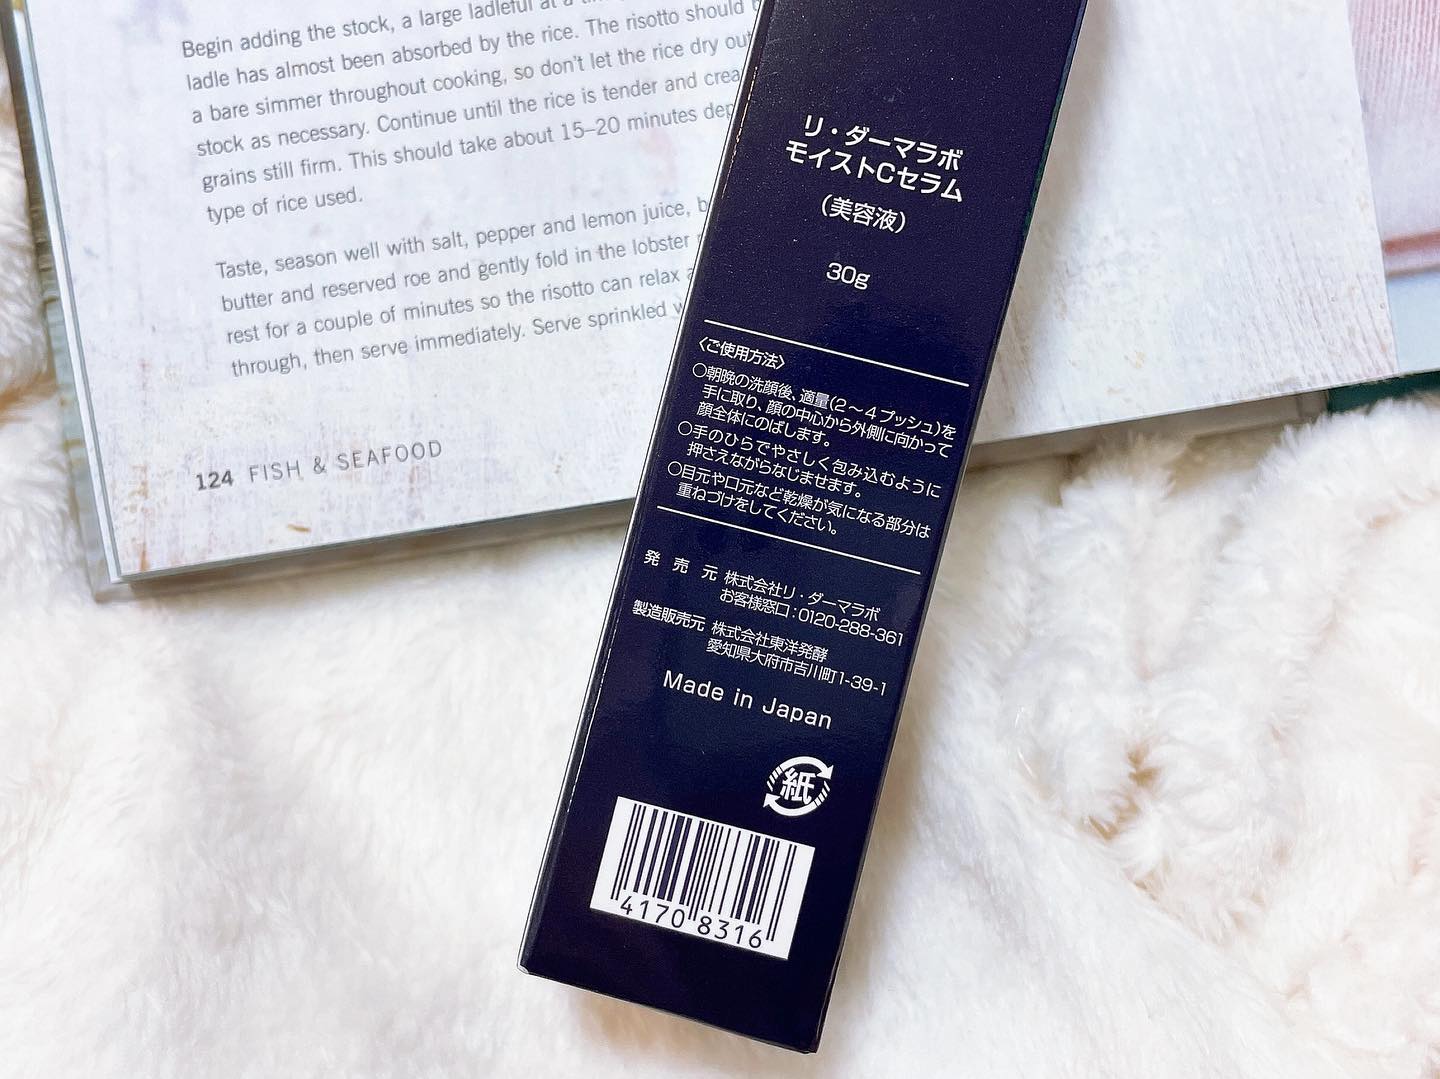 Begin adding the stock, a large ladleful at a
ladle has almost been absorbed by the rice. The risotto should
a bare simmer throughout cooking, so don't let the rice dry out
stock as necessary. Continue until the rice is tender and
grains still firm. This should take about 15–20 minutes
type of rice used.
Taste, season well with salt, pepper and lemon juice,
butter and reserved roe and gently fold in the lobster
rest for a couple of minutes so the risotto can relax
through, then serve immediately. Serve sprinkled
124 FISH & SEAFOOD
リ・ダーマラボ
モイストCセラム
(美容液)
30g
〈ご使用方法〉
○朝晩の洗顔後、適量(2～4プッシュ)を
手に取り、顔の中心から外側に向かって
顔全体にのばします。
○手のひらでやさしく包み込むように
押さえながらなじませます。
○目元や口元など乾燥が気になる部分は
重ねづけをしてください。
発売元 株式会社リ・ダーマラボ
お客様窓口:0120-288-361
製造販売元 株式会社東洋発酵
愛知県大府市吉川町1-39-1
Made in Japan
紙
4170 8316